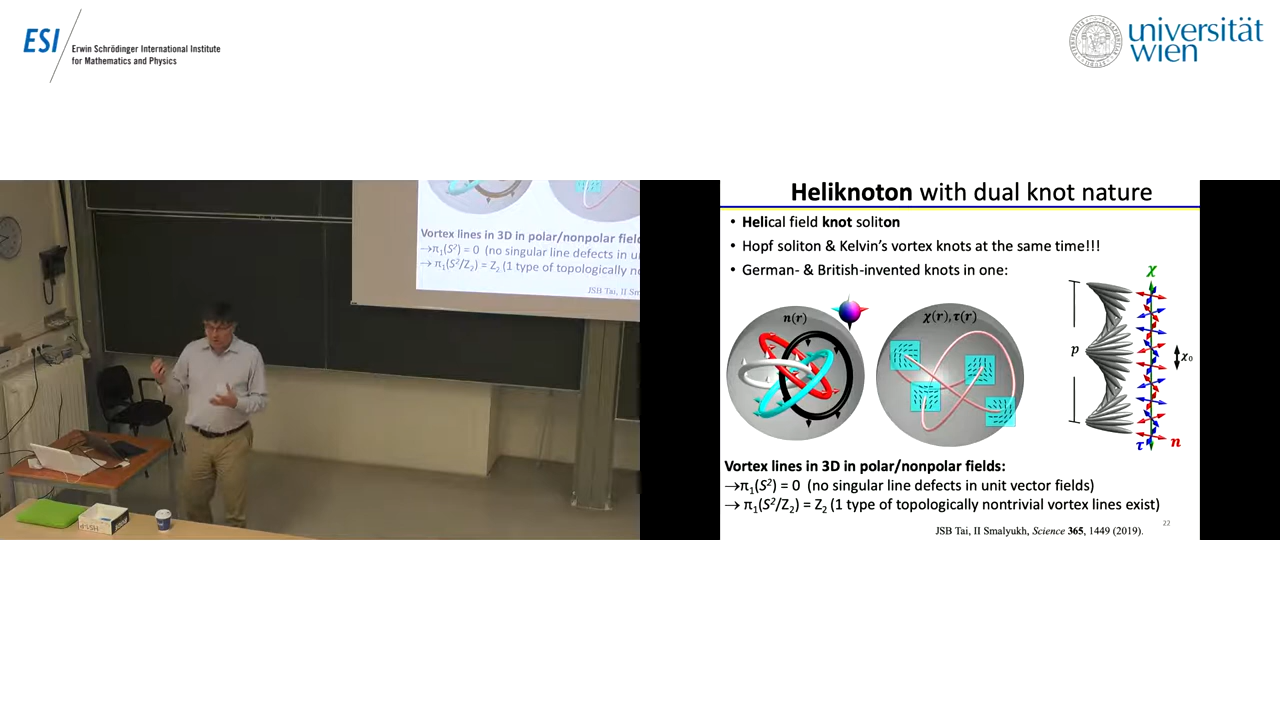 ESI
Erwin Schrödinger International Institute
for Mathematics and Physics
universität
wien
Vortex lines in 3D in polar/nonpolar field
→π₁(S²) = 0 (no singular line defects in u
→ π₁(S²/Z₂) = Z₂ (1 type of topologically no
JSB Tai, II Sm
Heliknoton with dual knot nature
• Helical field knot soliton
• Hopf soliton & Kelvin's vortex knots at the same time!!!
• German- & British-invented knots in one:
n(r)
χ(r), τ(r)
χ
p
χ₀
τ
n
Vortex lines in 3D in polar/nonpolar fields:
→π₁(S²) = 0 (no singular line defects in unit vector fields)
→ π₁(S²/Z₂) = Z₂ (1 type of topologically nontrivial vortex lines exist)
22
JSB Tai, II Smalyukh, Science 365, 1449 (2019).